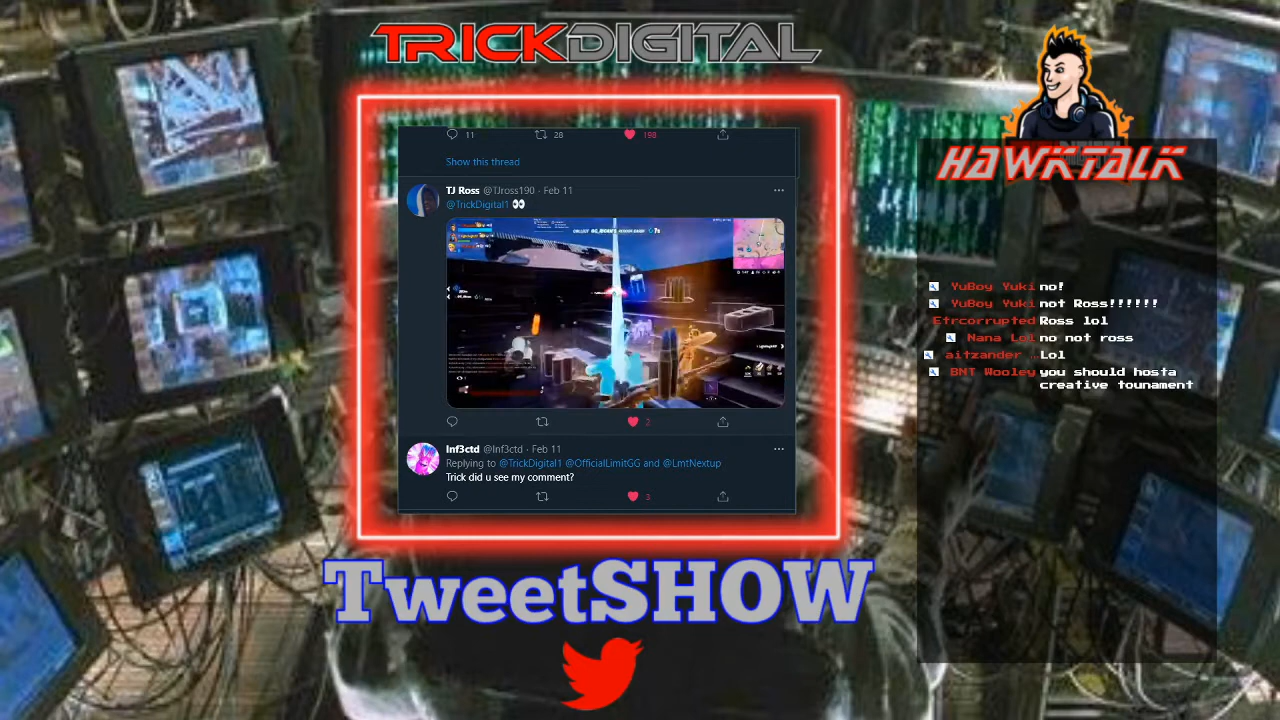 TRICKDIGITAL
11 28 198
Show this thread
TJ Ross @TJross190 · Feb 11
@TrickDigital1 👀
2
Inf3ctd @Inf3ctd · Feb 11
Replying to @TrickDigital1 @OfficialLimitGG and @LmtNextup
Trick did u see my comment?
3
TweetSHOW
HAWKTALK
YuBoy Yuki no!
YuBoy Yuki not Ross!!!!!!
Etrcorrupted Ross lol
Nana Lol no not ross
aitzander … Lol
BNT Wooley you should hosta
creative tounament